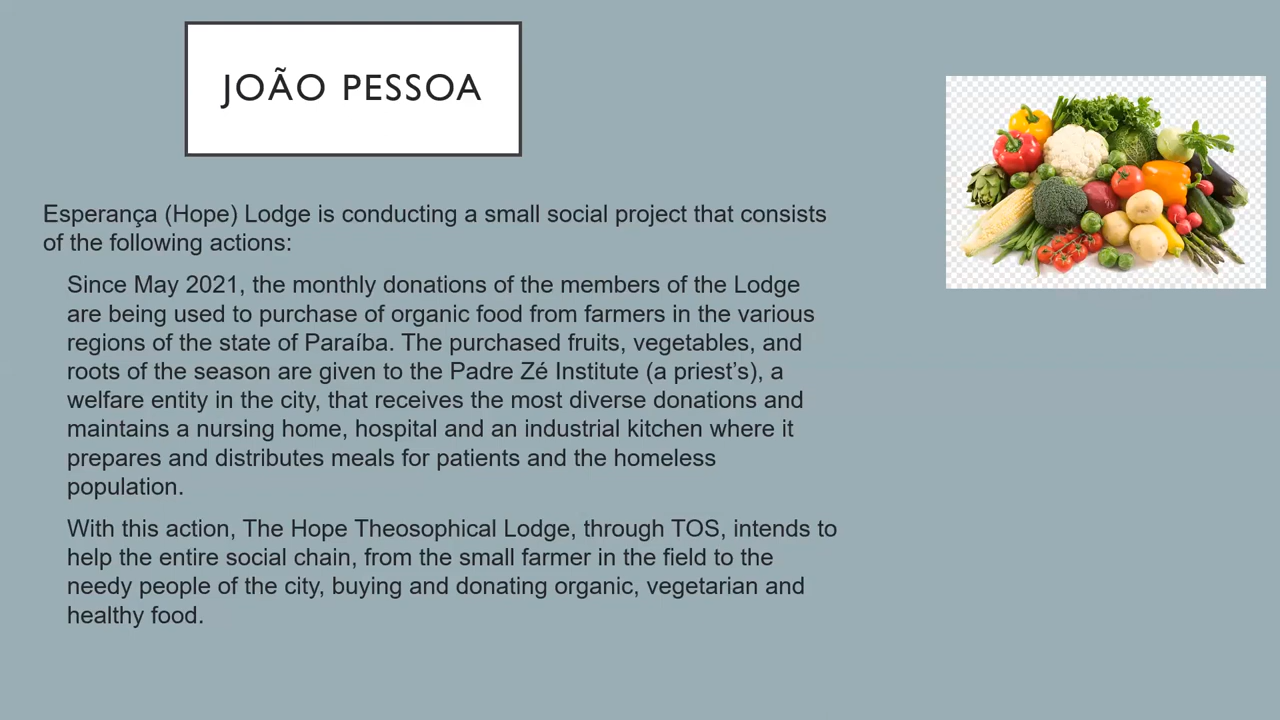 JOÃO PESSOA
Esperança (Hope) Lodge is conducting a small social project that consists
of the following actions:
Since May 2021, the monthly donations of the members of the Lodge
are being used to purchase of organic food from farmers in the various
regions of the state of Paraíba. The purchased fruits, vegetables, and
roots of the season are given to the Padre Zé Institute (a priest’s), a
welfare entity in the city, that receives the most diverse donations and
maintains a nursing home, hospital and an industrial kitchen where it
prepares and distributes meals for patients and the homeless
population.
With this action, The Hope Theosophical Lodge, through TOS, intends to
help the entire social chain, from the small farmer in the field to the
needy people of the city, buying and donating organic, vegetarian and
healthy food.